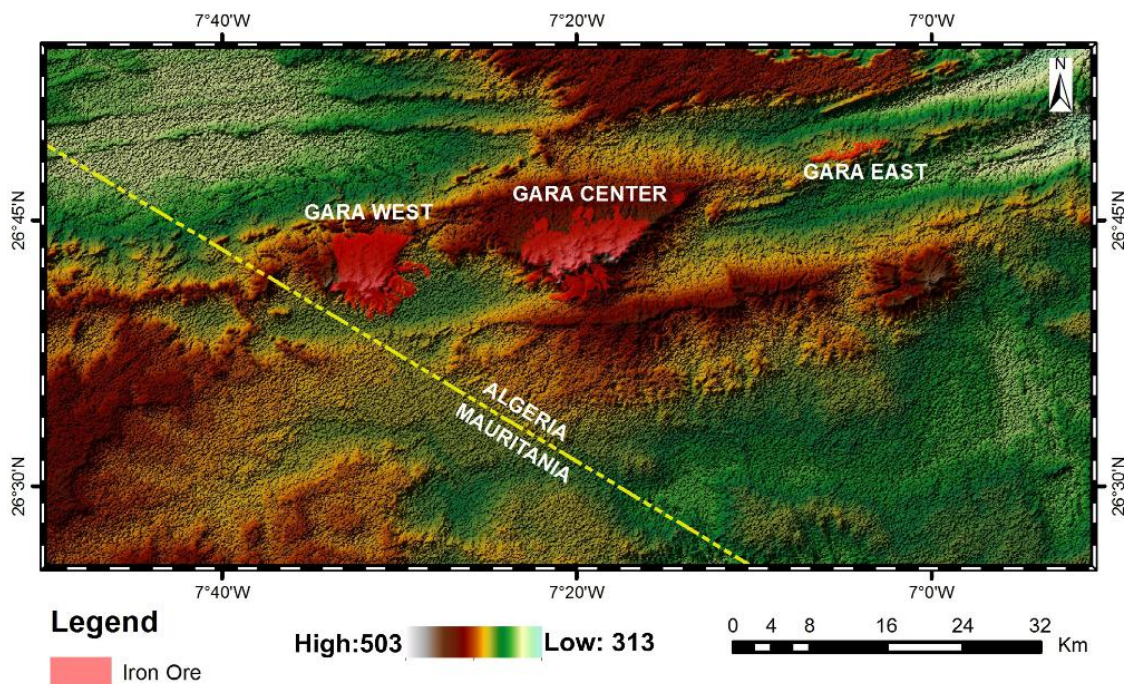 7°40'W 7°20'W 7°0'W
N
GARA EAST
GARA CENTER
GARA WEST
26°45'N 26°45'N
ALGERIA
MAURITANIA
26°30'N 26°30'N
7°40'W 7°20'W 7°0'W
Legend
High:503 Low: 313
0 4 8 16 24 32
Km
Iron Ore